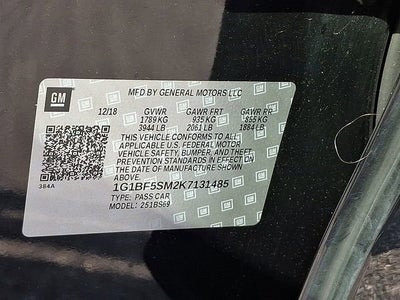 GM
MFD BY GENERAL MOTORS LLC
12/18 GVWR GAWR FRT GAWR RR
1789 KG 935 KG 855 KG
3944 LB 2061 LB 1884 LB
THIS VEHICLE CONFORMS TO ALL
APPLICABLE U.S. FEDERAL MOTOR
VEHICLE SAFETY, BUMPER, AND THEFT
PREVENTION STANDARDS IN EFFECT ON
THE DATE OF MANUFACTURE SHOWN
ABOVE.
384A
1G1BF5SM2K7131485
TYPE: PASS CAR
MODEL: 251BS69